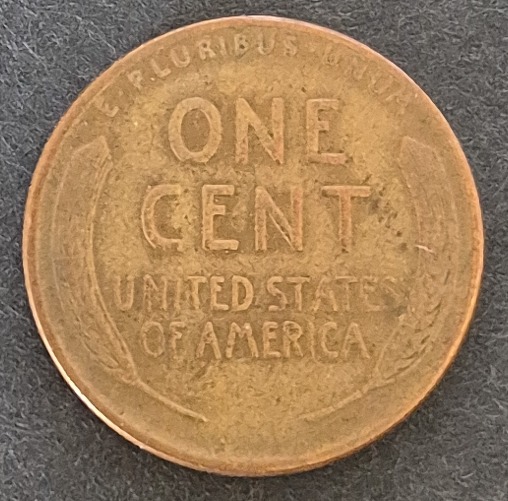 E PLURIBUS UNUM
ONE
CENT
UNITED STATES
OF AMERICA